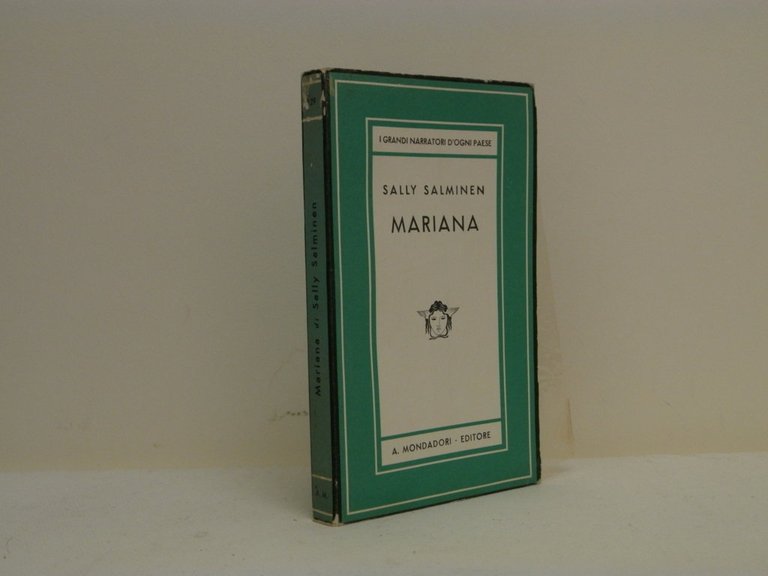 I GRANDI NARRATORI D'OGNI PAESE
SALLY SALMINEN
MARIANA
A. MONDADORI - EDITORE
Mariana di Sally Salminen